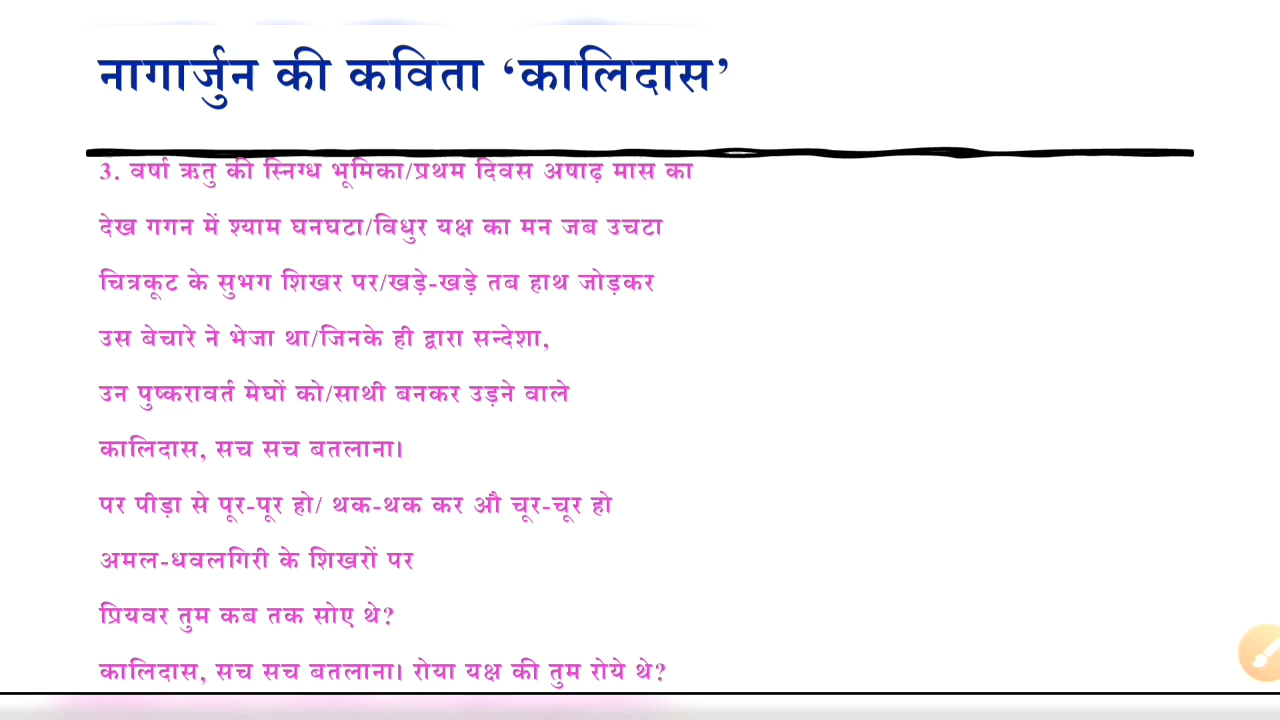 नागार्जुन की कविता ‘कालिदास’
3. वर्षा ऋतु की स्निग्ध भूमिका/प्रथम दिवस अषाढ़ मास का
देख गगन में श्याम घनघटा/विधुर यक्ष का मन जब उचटा
चित्रकूट के सुभग शिखर पर/खड़े-खड़े तब हाथ जोड़कर
उस बेचारे ने भेजा था/जिनके ही द्वारा सन्देशा,
उन पुष्करावर्त मेघों को/साथी बनकर उड़ने वाले
कालिदास, सच सच बतलाना।
पर पीड़ा से पूर-पूर हो/ थक-थक कर औ चूर-चूर हो
अमल-धवलगिरी के शिखरों पर
प्रियवर तुम कब तक सोए थे?
कालिदास, सच सच बतलाना। रोया यक्ष की तुम रोये थे?